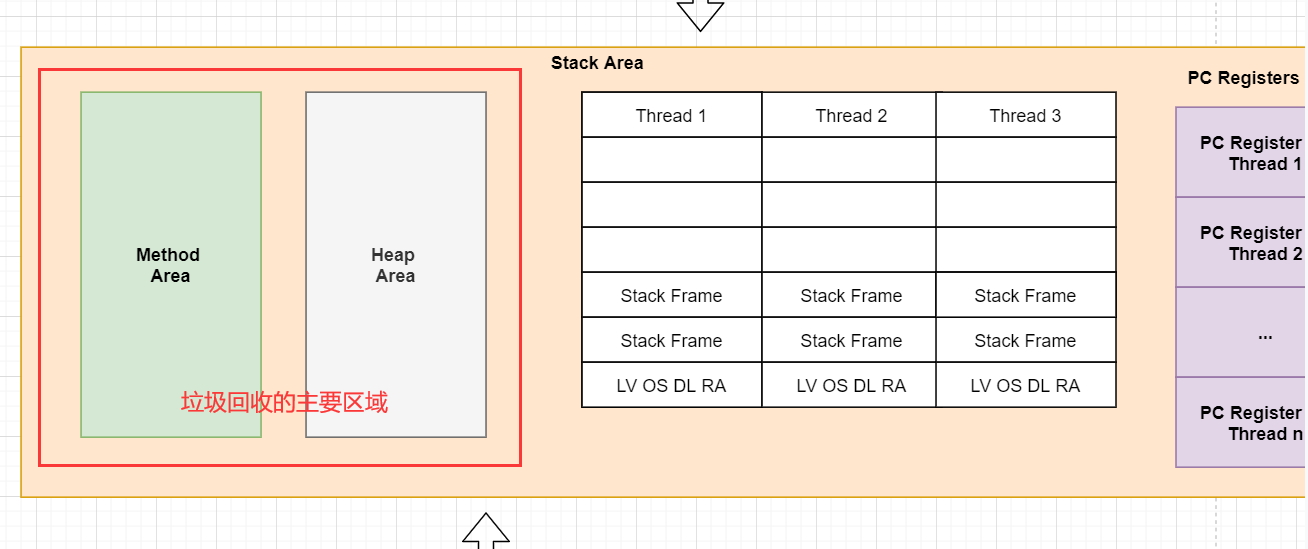 Stack Area
PC Registers
Method
Area
Heap
Area
垃圾回收的主要区域
Thread 1
Thread 2
Thread 3
Stack Frame
Stack Frame
Stack Frame
Stack Frame
Stack Frame
Stack Frame
LV OS DL RA
LV OS DL RA
LV OS DL RA
PC Register
Thread 1
PC Register
Thread 2
...
PC Register
Thread n